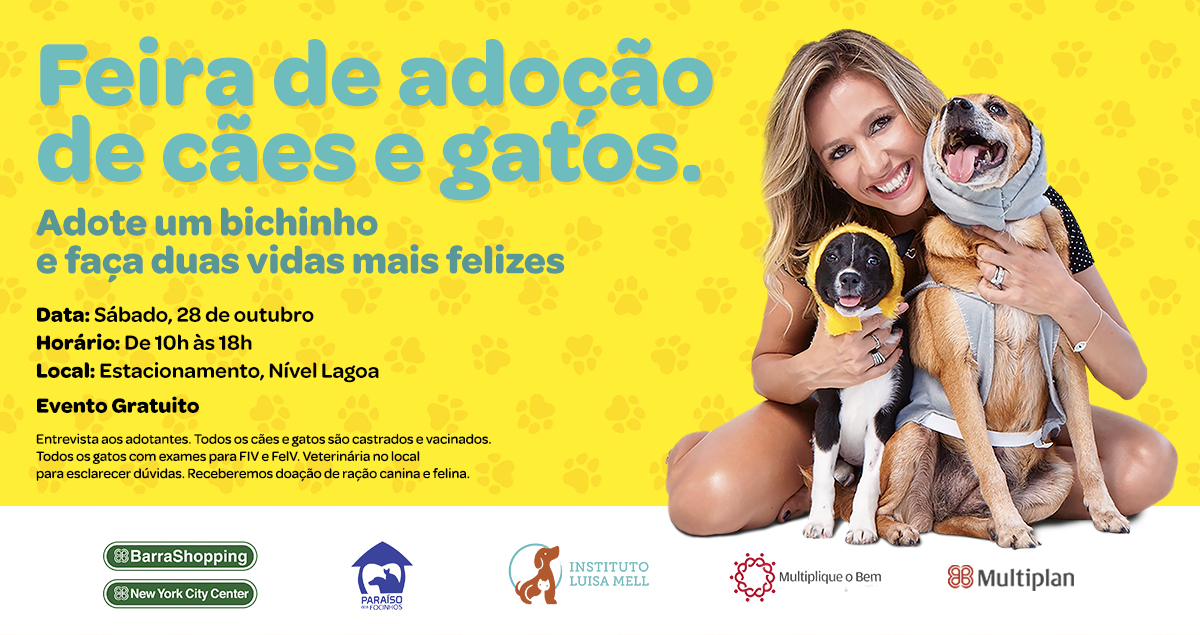 Feira de adoção
de cães e gatos.
Adote um bichinho
e faça duas vidas mais felizes
Data: Sábado, 28 de outubro
Horário: De 10h às 18h
Local: Estacionamento, Nível Lagoa
Evento Gratuito
Entrevista aos adotantes. Todos os cães e gatos são castrados e vacinados.
Todos os gatos com exames para FIV e FelV. Veterinária no local
para esclarecer dúvidas. Receberemos doação de ração canina e felina.
BarraShopping
New York City Center
PARAÍSO
DOS FOCINHOS
INSTITUTO
LUISA MELL
Multiplique o Bem
Multiplan